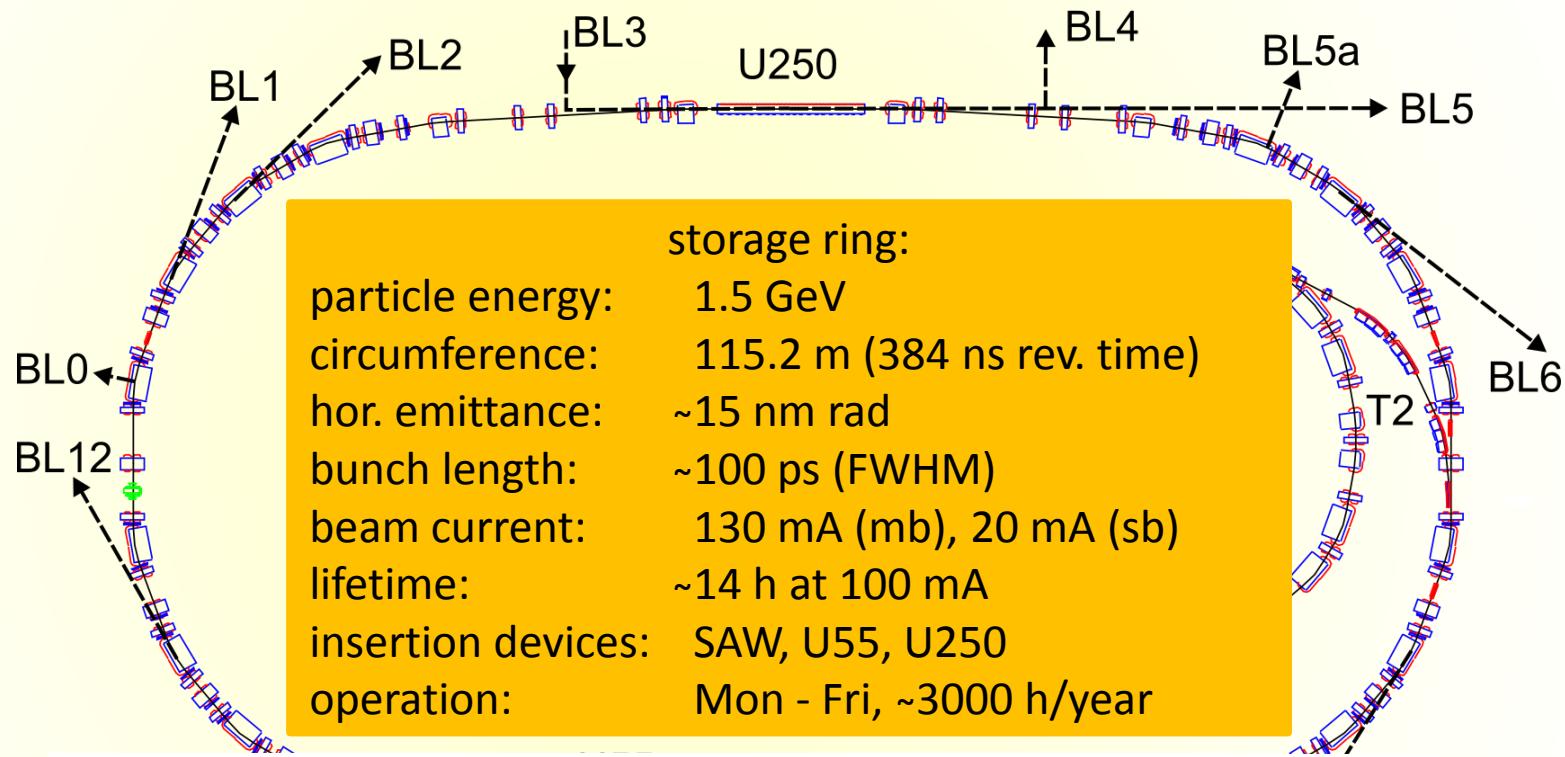 BL1
BL2
BL3
U250
BL4
BL5a
BL5
BL0
BL12
BL6
T2
storage ring:
particle energy: 1.5 GeV
circumference: 115.2 m (384 ns rev. time)
hor. emittance: ~15 nm rad
bunch length: ~100 ps (FWHM)
beam current: 130 mA (mb), 20 mA (sb)
lifetime: ~14 h at 100 mA
insertion devices: SAW, U55, U250
operation: Mon - Fri, ~3000 h/year